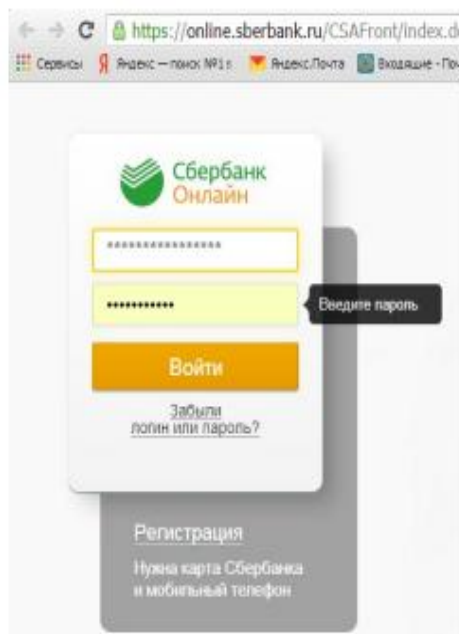 https://online.sberbank.ru/CSAFront/index.d
Сервисы Яндекс — поиск №1 Яндекс.Почта Входящие - Поч
Сбербанк
Онлайн
****************
•••••••••••
Введите пароль
Войти
Забыли
логин или пароль?
Регистрация
Нужна карта Сбербанка
и мобильный телефон